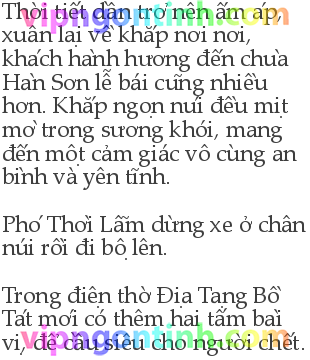 Thời tiết dần trở nên ấm áp,
xuân lại về khắp nơi nơi,
khách hành hương đến chùa
Hàn Sơn lễ bái cũng nhiều
hơn. Khắp ngọn núi đều mịt
mờ trong sương khói, mang
đến một cảm giác vô cùng an
bình và yên tĩnh.
Phó Thời Lẫm dừng xe ở chân
núi rồi đi bộ lên.
Trong điện thờ Địa Tạng Bồ
Tát mới có thêm hai tấm bài
vị, để cầu siêu cho người chết.
vipngontinh.com
vipngontinh.com